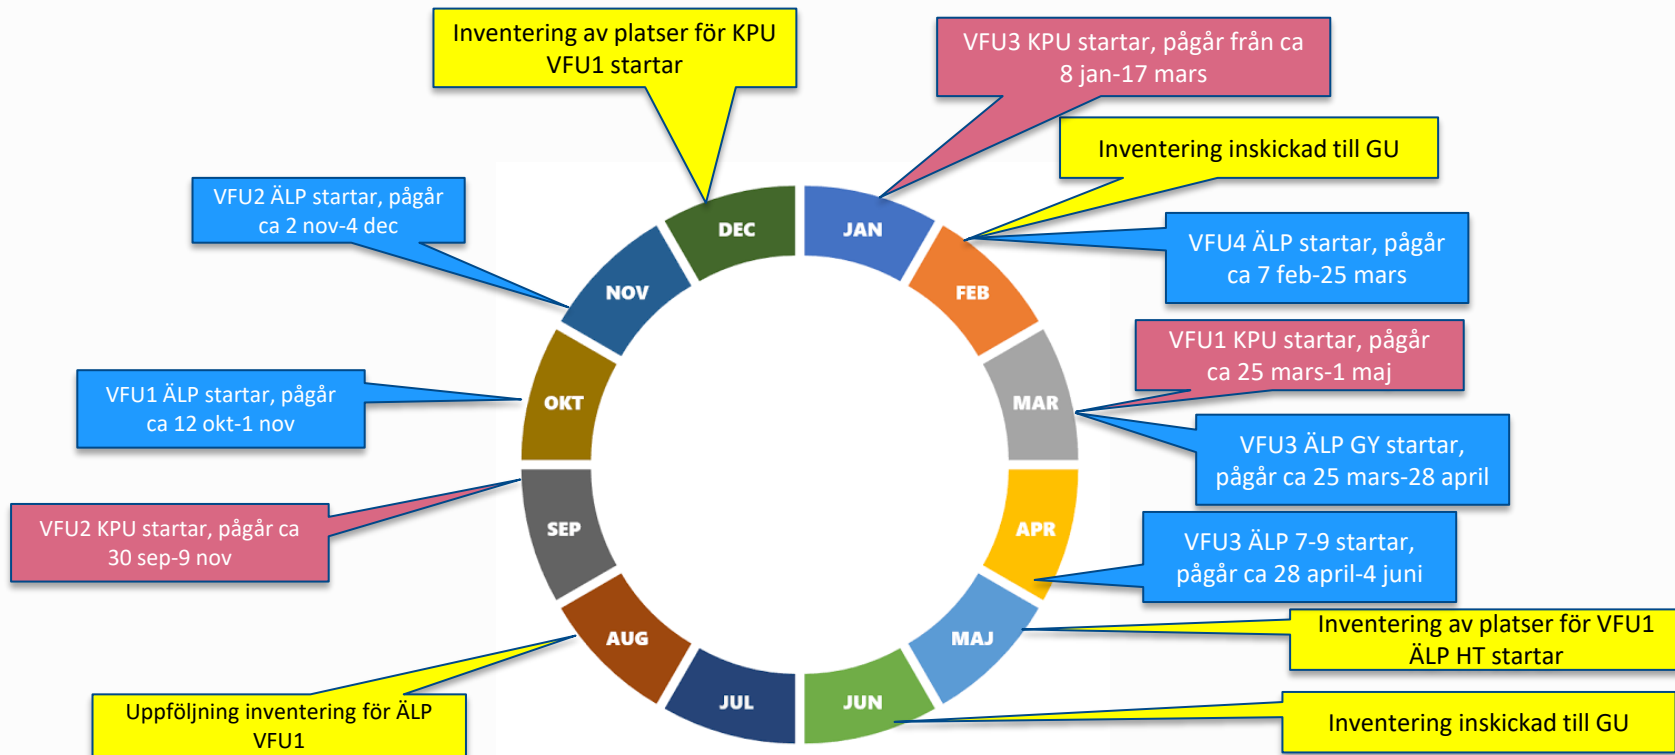 Inventering av platser för KPU
VFU1 startar
VFU3 KPU startar, pågår från ca
8 jan-17 mars
Inventering inskickad till GU
VFU2 ÄLP startar, pågår
ca 2 nov-4 dec
VFU4 ÄLP startar, pågår
ca 7 feb-25 mars
DEC
JAN
NOV
FEB
VFU1 KPU startar, pågår
ca 25 mars-1 maj
VFU1 ÄLP startar, pågår
ca 12 okt-1 nov
OKT
MAR
VFU3 ÄLP GY startar,
pågår ca 25 mars-28 april
VFU2 KPU startar, pågår ca
30 sep-9 nov
SEP
APR
VFU3 ÄLP 7-9 startar,
pågår ca 28 april-4 juni
AUG
MAJ
Inventering av platser för VFU1
ÄLP HT startar
JUL
JUN
Uppföljning inventering för ÄLP
VFU1
Inventering inskickad till GU